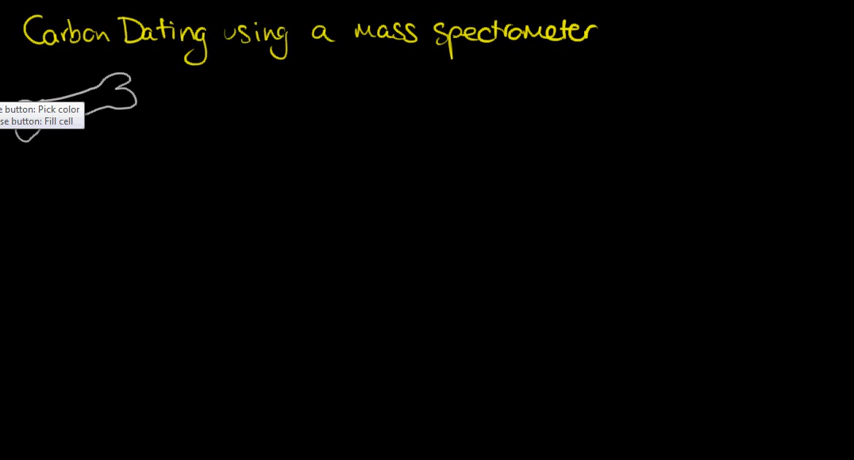 Carbon Dating using a mass spectrometer
e button: Pick color
se button: Fill cell